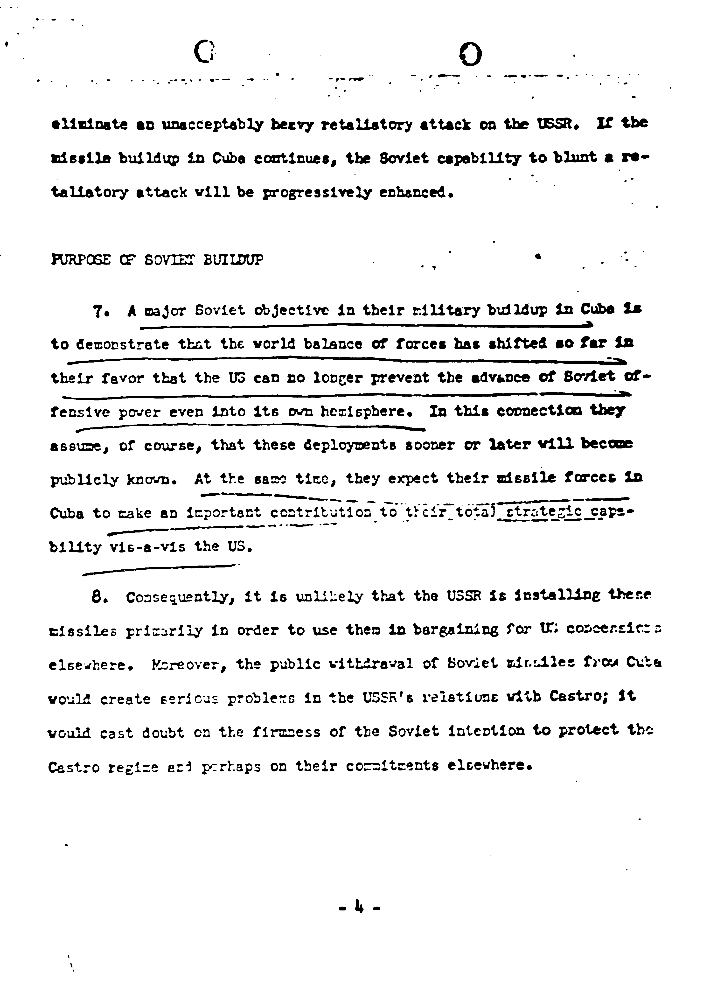 eliminate an unacceptably heavy retaliatory attack on the USSR. If the
missile buildup in Cuba continues, the Soviet capability to blunt a re-
taliatory attack will be progressively enhanced.
PURPOSE OF SOVIET BUILDUP
7. A major Soviet objective in their military buildup in Cuba is
to demonstrate that the world balance of forces has shifted so far in
their favor that the US can no longer prevent the advance of Soviet of-
fensive power even into its own hemisphere. In this connection they
assume, of course, that these deployments sooner or later will become
publicly known. At the same time, they expect their missile forces in
Cuba to make an important contribution to their total strategic capa-
bility vis-a-vis the US.
8. Consequently, it is unlikely that the USSR is installing these
missiles primarily in order to use them in bargaining for US concessions
elsewhere. Moreover, the public withdrawal of Soviet missiles from Cuba
would create serious problems in the USSR's relations with Castro; it
would cast doubt on the firmness of the Soviet intention to protect the
Castro regime and perhaps on their commitments elsewhere.
- 4 -